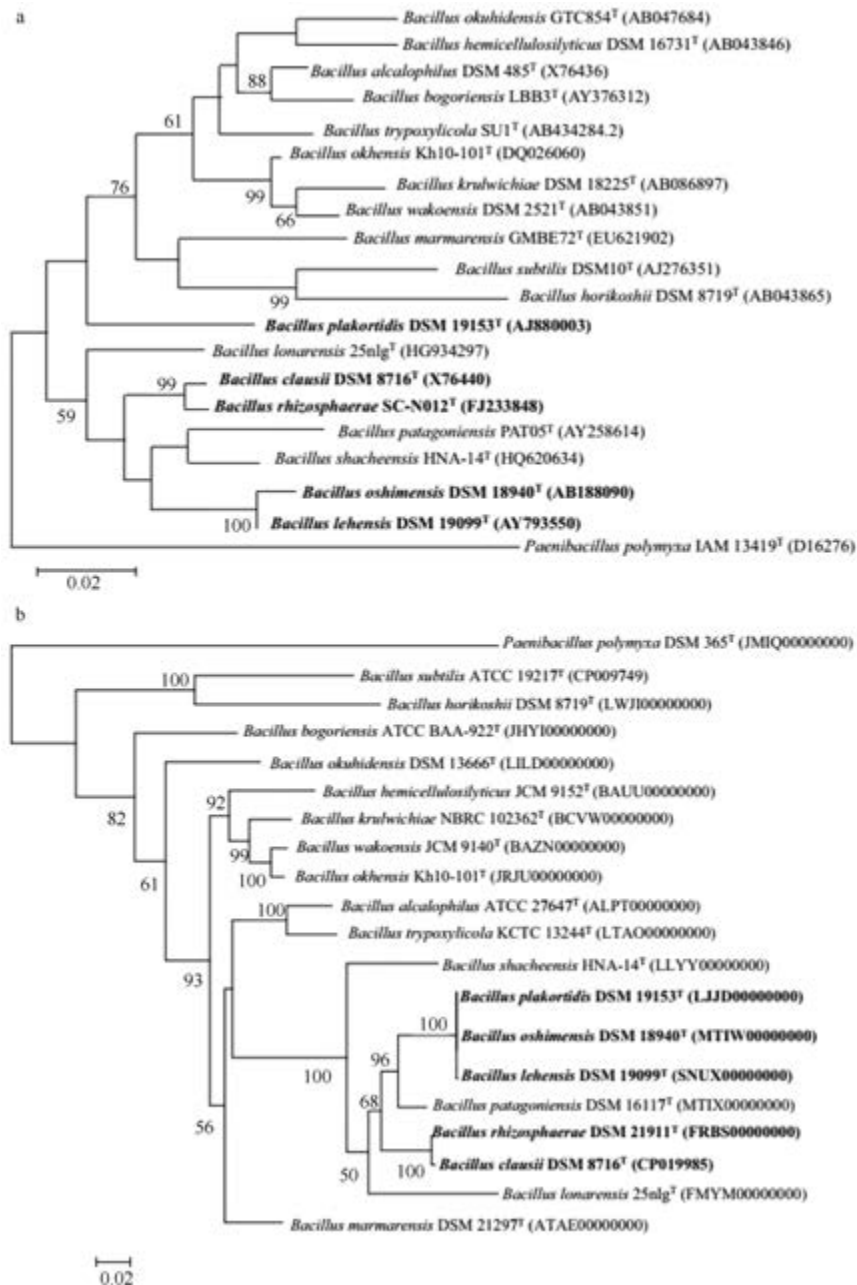 a
Bacillus okuhidensis GTC854ᵀ (AB047684)
Bacillus hemicellulosilyticus DSM 16731ᵀ (AB043846)
Bacillus alcalophilus DSM 485ᵀ (X76436)
88
Bacillus bogoriensis LBB3ᵀ (AY376312)
61
Bacillus trypoxylicola SU1ᵀ (AB434284.2)
Bacillus okhensis Kh10-101ᵀ (DQ026060)
76
Bacillus krulwichiae DSM 18225ᵀ (AB086897)
99
66
Bacillus wakoensis DSM 2521ᵀ (AB043851)
Bacillus marmarensis GMBE72ᵀ (EU621902)
Bacillus subtilis DSM10ᵀ (AJ276351)
99
Bacillus horikoshii DSM 8719ᵀ (AB043865)
Bacillus plakortidis DSM 19153ᵀ (AJ880003)
Bacillus lonarensis 25nlgᵀ (HG934297)
Bacillus clausii DSM 8716ᵀ (X76440)
99
59
Bacillus rhizosphaerae SC-N012ᵀ (FJ233848)
Bacillus patagoniensis PAT05ᵀ (AY258614)
Bacillus shacheensis HNA-14ᵀ (HQ620634)
Bacillus oshimensis DSM 18940ᵀ (AB188090)
100
Bacillus lehensis DSM 19099ᵀ (AY793550)
Paenibacillus polymyxa IAM 13419ᵀ (D16276)
0.02
b
Paenibacillus polymyxa DSM 365ᵀ (JMIQ00000000)
100
Bacillus subtilis ATCC 19217ᵀ (CP009749)
Bacillus horikoshii DSM 8719ᵀ (LWJI00000000)
Bacillus bogoriensis ATCC BAA-922ᵀ (JHYI00000000)
Bacillus okuhidensis DSM 13666ᵀ (LILD00000000)
82
92
Bacillus hemicellulosilyticus JCM 9152ᵀ (BAUU00000000)
Bacillus krulwichiae NBRC 102362ᵀ (BCVW00000000)
99
Bacillus wakoensis JCM 9140ᵀ (BAZN00000000)
61
100
Bacillus okhensis Kh10-101ᵀ (JRJU00000000)
100
Bacillus alcalophilus ATCC 27647ᵀ (ALPT00000000)
Bacillus trypoxylicola KCTC 13244ᵀ (LTAO00000000)
93
Bacillus shacheensis HNA-14ᵀ (LLYY00000000)
Bacillus plakortidis DSM 19153ᵀ (LJJD00000000)
100
Bacillus oshimensis DSM 18940ᵀ (MTIW00000000)
96
100
Bacillus lehensis DSM 19099ᵀ (SNUX00000000)
68
Bacillus patagoniensis DSM 16117ᵀ (MTIX00000000)
56
Bacillus rhizosphaerae DSM 21911ᵀ (FRBS00000000)
50
100
Bacillus clausii DSM 8716ᵀ (CP019985)
Bacillus lonarensis 25nlgᵀ (FMYM00000000)
Bacillus marmarensis DSM 21297ᵀ (ATAE00000000)
0.02